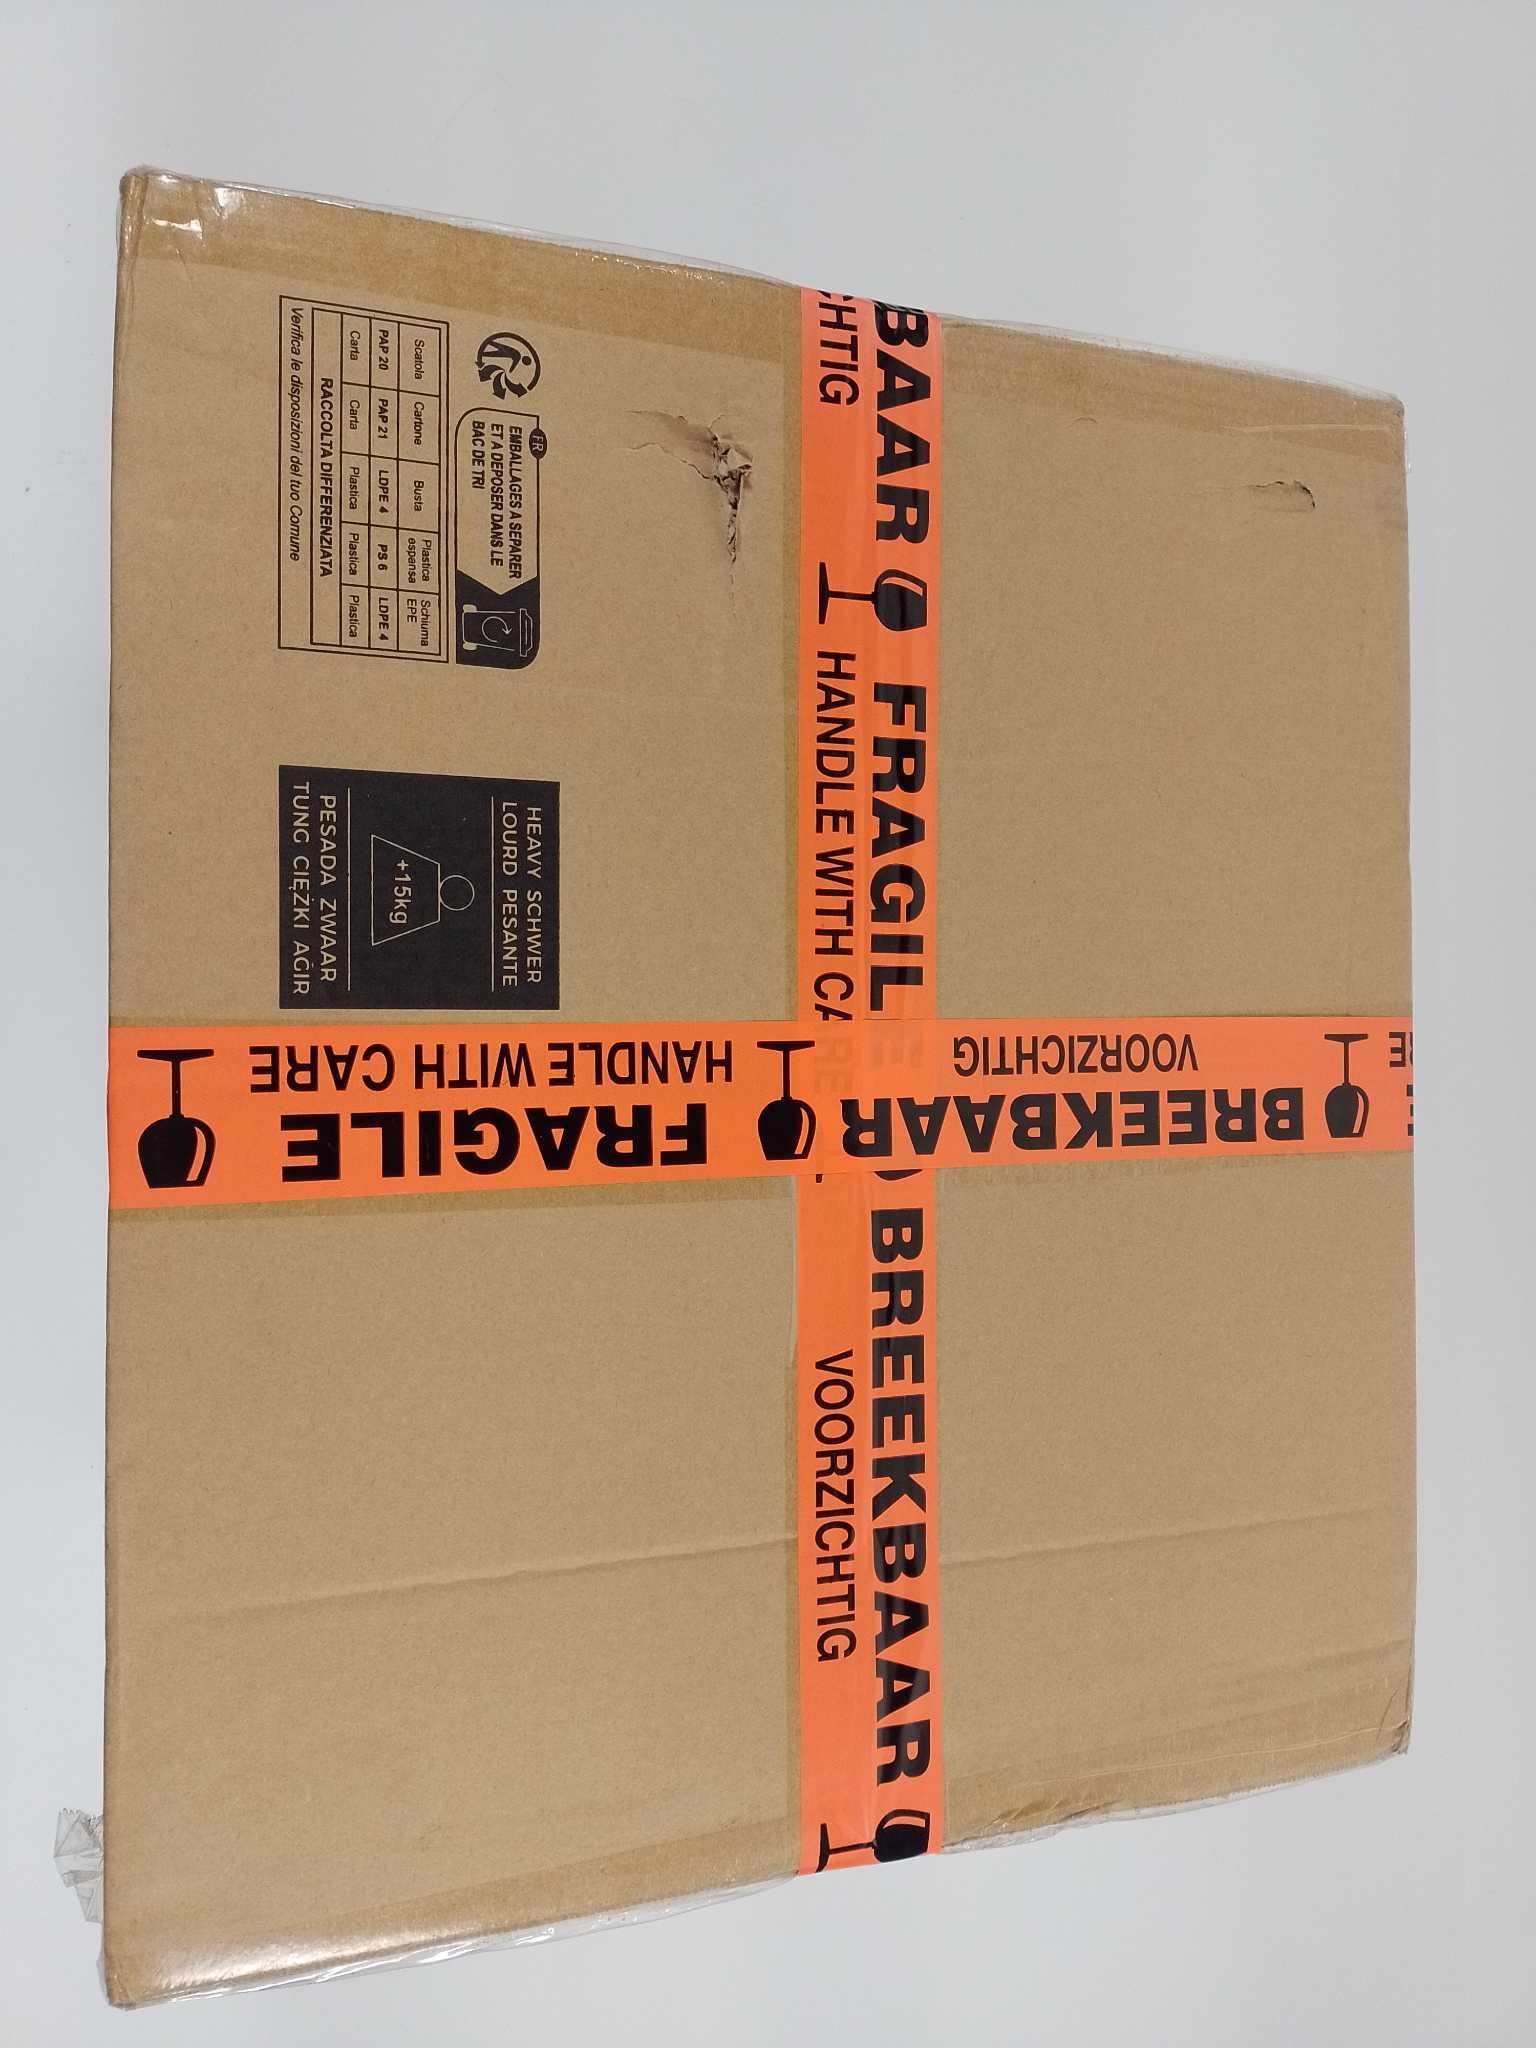 FR
EMBALLAGES A SEPARER
ET A DEPOSER DANS LE
BAC DE TRI
Scatola Cartone Busta Plastica espansa Schiuma EPE
PAP 20 PAP 21 LDPE 4 PS 6 LDPE 4
Carta Carta Plastica Plastica Plastica
RACCOLTA DIFFERENZIATA
Verifica le disposizioni del tuo Comune
HEAVY SCHWER
LOURD PESANTE
+15kg
PESADA ZWAAR
TUNG CIĘŻKI AĞIR
BAAR FRAGILE BREEKBAAR
CHTIG HANDLE WITH CARE VOORZICHTIG
RE HANDLE WITH CARE VOORZICHTIG
FRAGILE BREEKBAAR